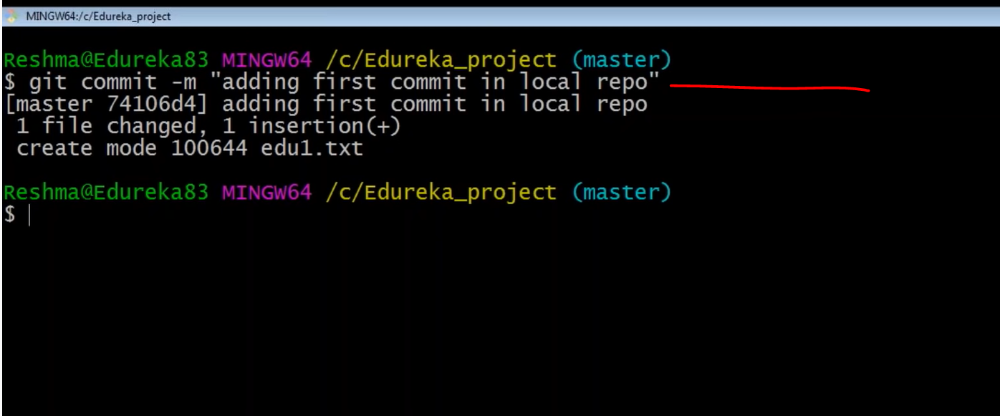 MINGW64:/c/Edureka_project
Reshma@Edureka83 MINGW64 /c/Edureka_project (master)
$ git commit -m "adding first commit in local repo"
[master 74106d4] adding first commit in local repo
 1 file changed, 1 insertion(+)
 create mode 100644 edu1.txt
Reshma@Edureka83 MINGW64 /c/Edureka_project (master)
$